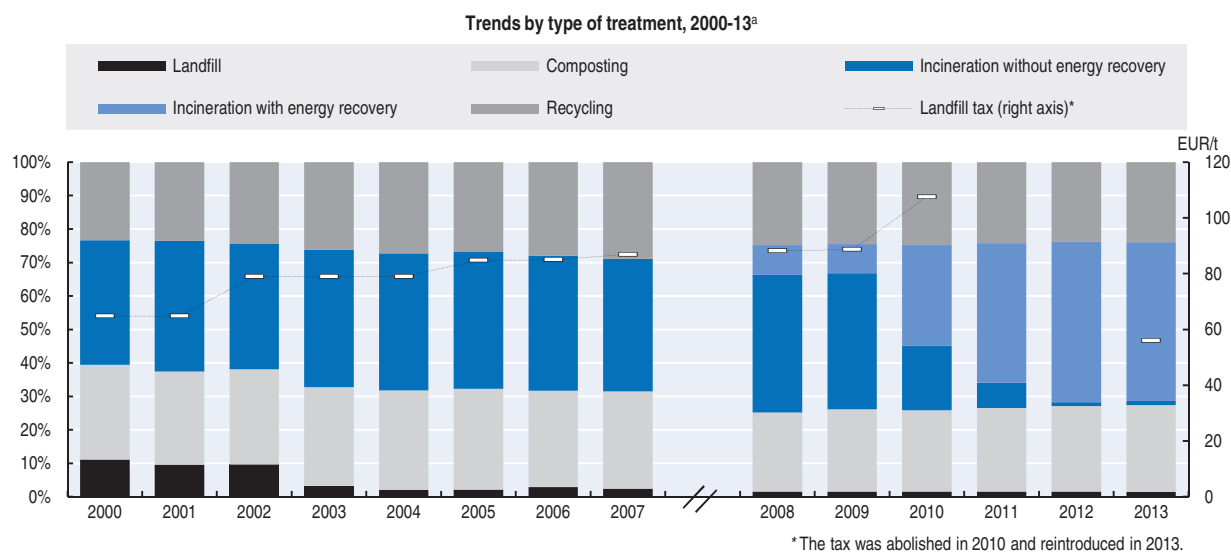 Trends by type of treatment, 2000-13a
Landfill Composting Incineration without energy recovery
Incineration with energy recovery Recycling Landfill tax (right axis)*
EUR/t
100% 120
90%
100
80%
70%
80
60%
50% 60
40%
40
30%
20%
20
10%
0% 0
2000 2001 2002 2003 2004 2005 2006 2007 2008 2009 2010 2011 2012 2013
* The tax was abolished in 2010 and reintroduced in 2013.